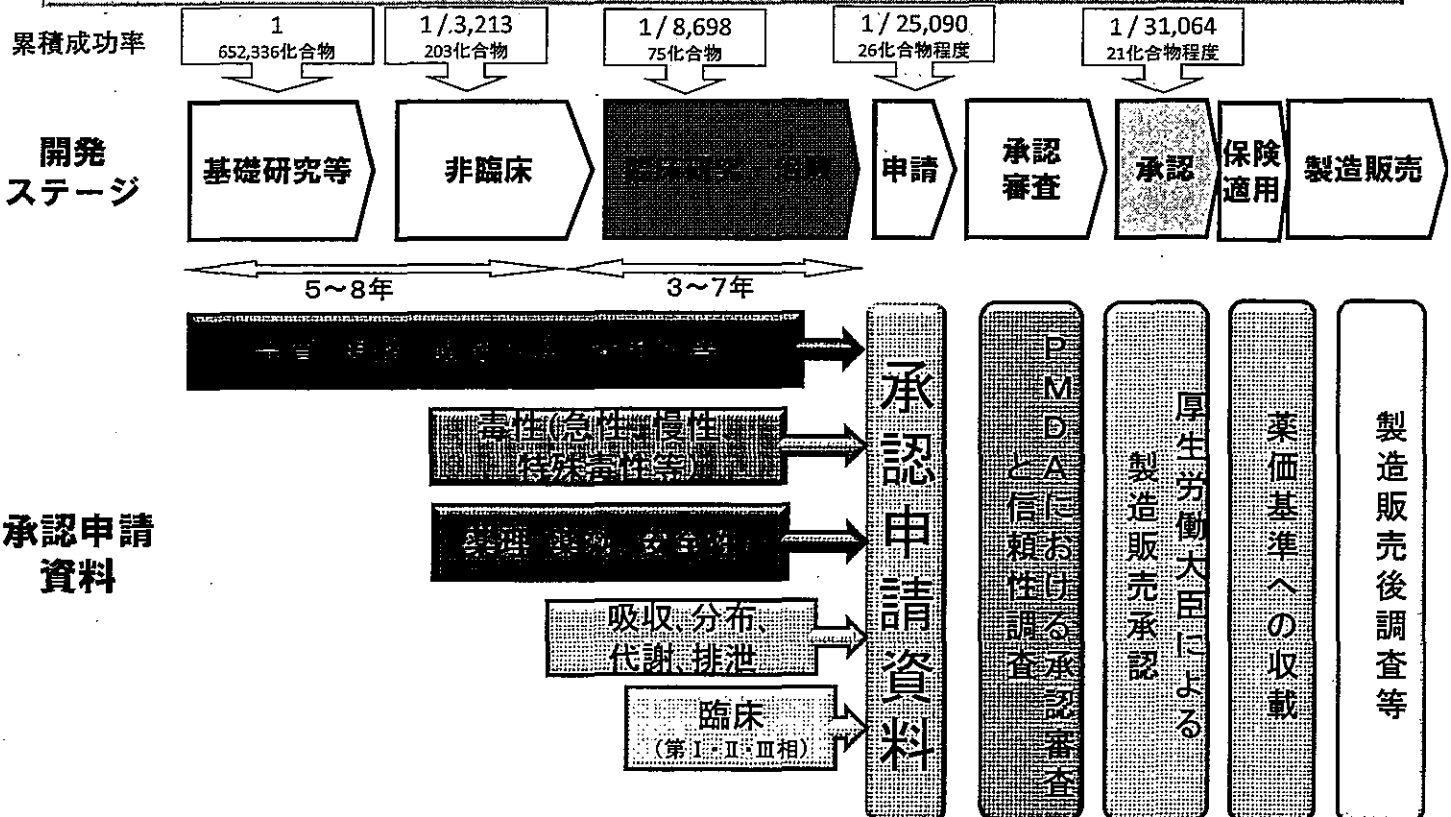 累積成功率
1
652,336化合物
1/3,213
203化合物
1/8,698
75化合物
1/25,090
26化合物程度
1/31,064
21化合物程度
開発
ステージ
基礎研究等
非臨床
申請
承認
審査
承認
保険
適用
製造販売
5~8年
3~7年
承認申請
資料
毒性(急性、慢性、
特殊毒性等)
吸収、分布、
代謝、排泄
臨床
(第Ⅰ・Ⅱ・Ⅲ相)
承認申請資料
PMDAにおける承認審査
と信頼性調査
厚生労働大臣による
製造販売承認
薬価基準への収載
製造販売後調査等